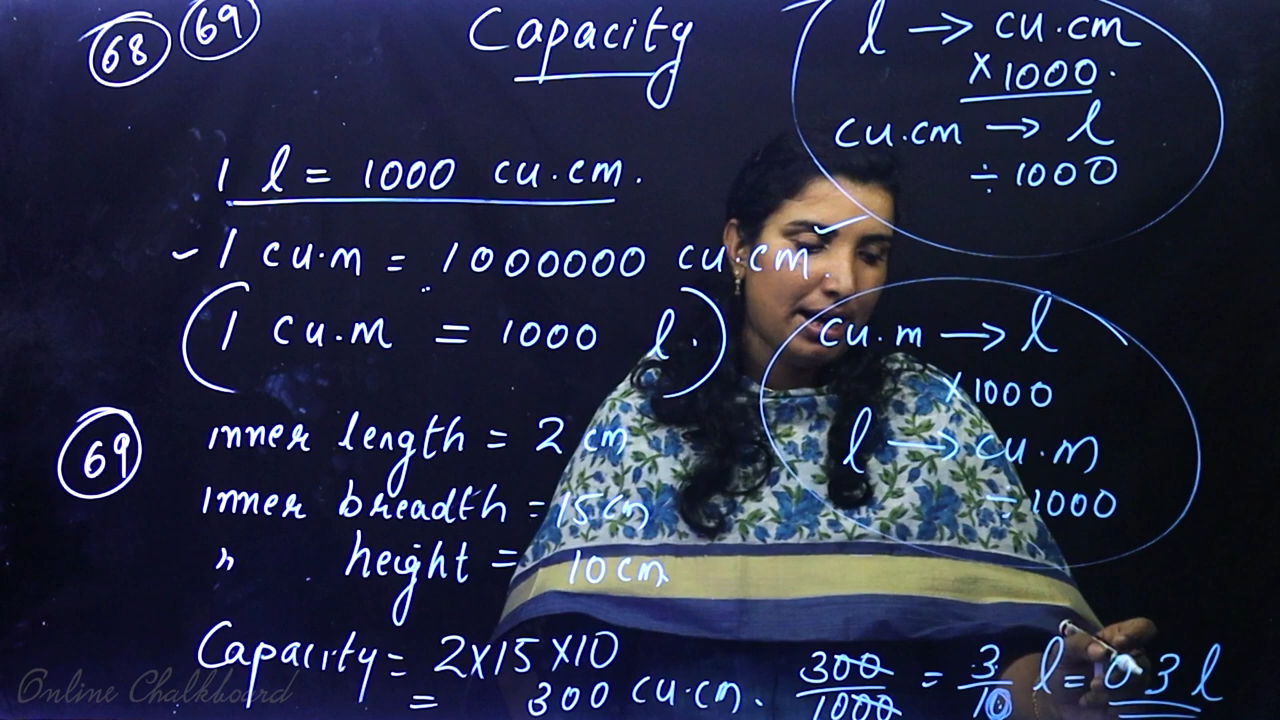 68 69 Capacity
l → cu.cm
× 1000.
cu.cm → l
÷ 1000
1 l = 1000 cu.cm.
- 1 cu.m = 1000000 cu.cm.
(1 cu.m = 1000 l.)
cu.m → l
× 1000
l → cu.m
÷ 1000
69 inner length = 2 cm
inner breadth = 15 cm
" height = 10 cm
Capacity = 2×15×10
= 300 cu.cm. 300/1000 = 3/10 l = 0.3 l
Online Chalkboard